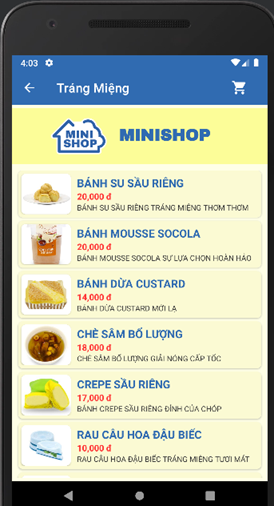 4:03
Tráng Miệng
MINI
SHOP
MINISHOP
BÁNH SU SẦU RIÊNG
20,000 đ
BÁNH SU SẦU RIÊNG TRÁNG MIỆNG THƠM THƠM
BÁNH MOUSSE SOCOLA
20,000 đ
BÁNH MOUSSE SOCOLA SỰ LỰA CHỌN HOÀN HẢO
BÁNH DỪA CUSTARD
14,000 đ
BÁNH DỪA CUSTARD MỚI LẠ
CHÈ SÂM BỔ LƯỢNG
18,000 đ
CHÈ SÂM BỔ LƯỢNG GIẢI NÓNG CẤP TỐC
CREPE SẦU RIÊNG
17,000 đ
BÁNH CREPE SẦU RIÊNG ĐỈNH CỦA CHÓP
RAU CÂU HOA ĐẬU BIẾC
10,000 đ
RAU CÂU HOA ĐẬU BIẾC TRÁNG MIỆNG TƯƠI MÁT